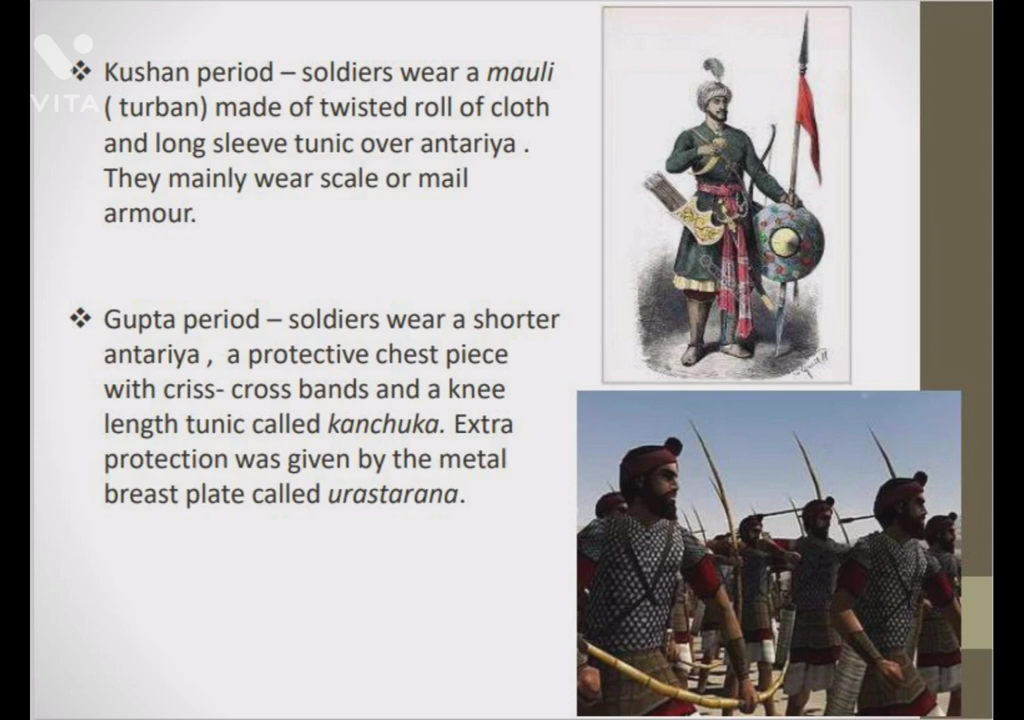 VITA
❖ Kushan period – soldiers wear a mauli
( turban) made of twisted roll of cloth
and long sleeve tunic over antariya .
They mainly wear scale or mail
armour.
❖ Gupta period – soldiers wear a shorter
antariya , a protective chest piece
with criss- cross bands and a knee
length tunic called kanchuka. Extra
protection was given by the metal
breast plate called urastarana.